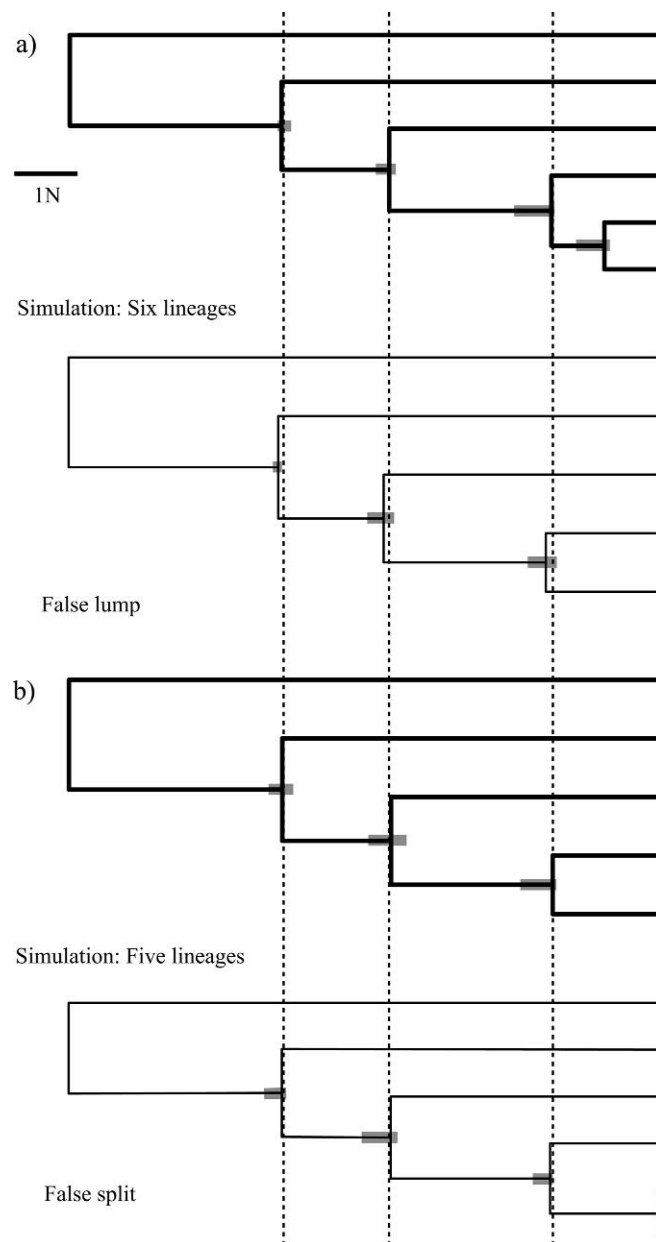 a)
1N
Simulation: Six lineages
False lump
b)
Simulation: Five lineages
False split